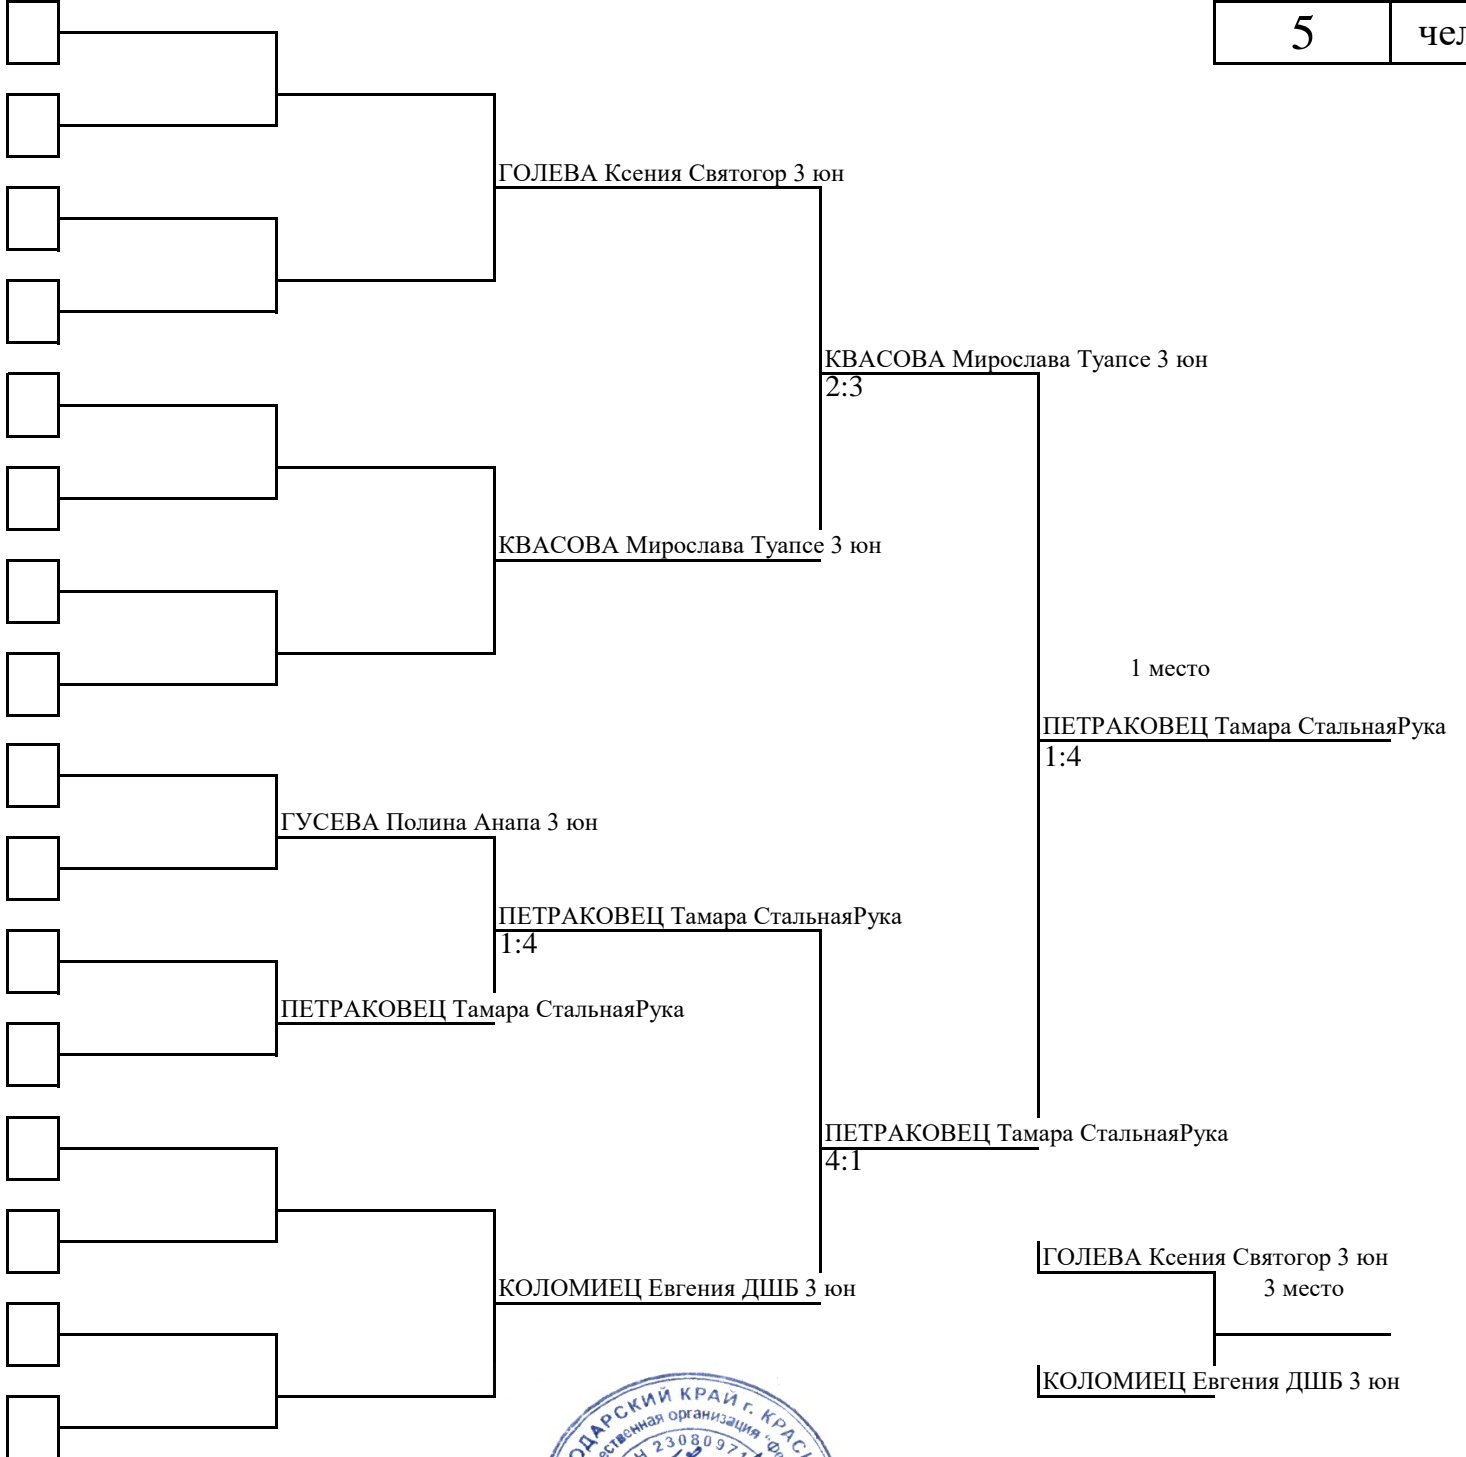 5 чел
ГОЛЕВА Ксения Святогор 3 юн
КВАСОВА Мирослава Туапсе 3 юн
2:3
КВАСОВА Мирослава Туапсе 3 юн
1 место
ПЕТРАКОВЕЦ Тамара СтальнаяРука
1:4
ГУСЕВА Полина Анапа 3 юн
ПЕТРАКОВЕЦ Тамара СтальнаяРука
1:4
ПЕТРАКОВЕЦ Тамара СтальнаяРука
ПЕТРАКОВЕЦ Тамара СтальнаяРука
4:1
ГОЛЕВА Ксения Святогор 3 юн
3 место
КОЛОМИЕЦ Евгения ДШБ 3 юн
КОЛОМИЕЦ Евгения ДШБ 3 юн
КРАЙ г.
организация